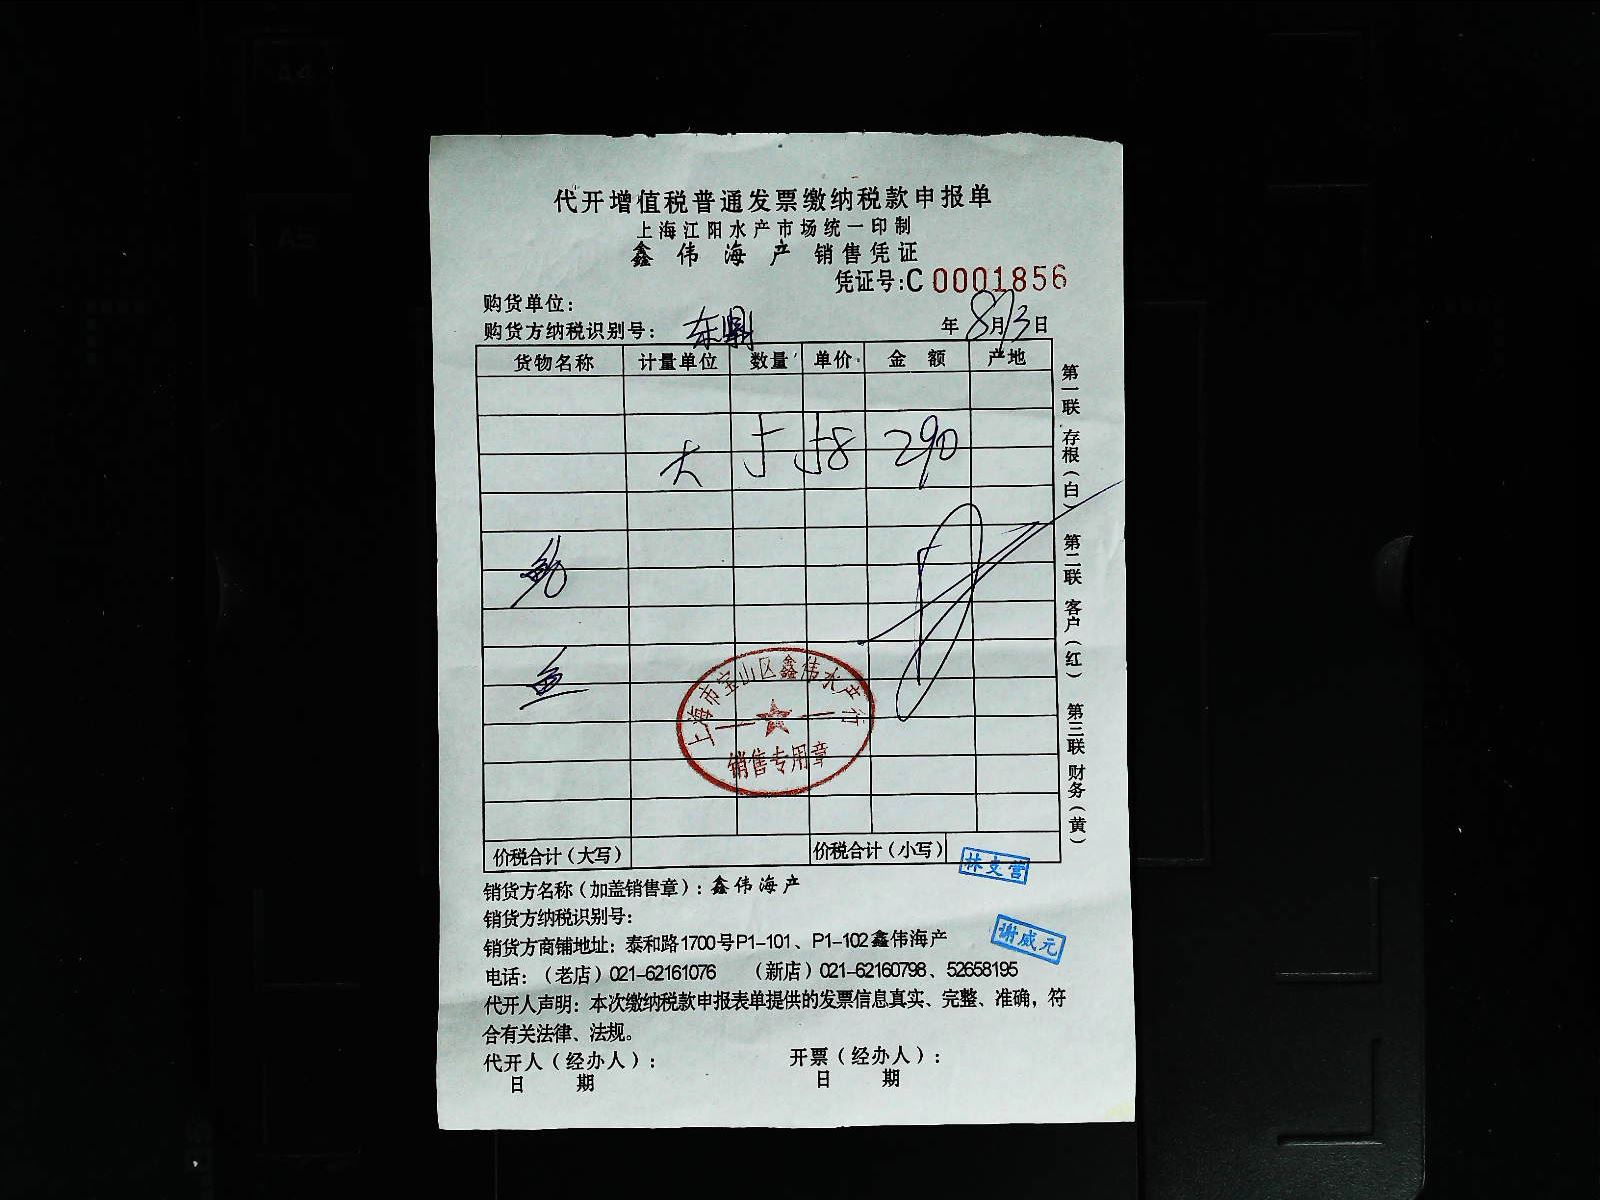 代开增值税普通发票缴纳税款申报单
上海江阳水产市场统一印制
鑫伟海产 销售凭证
凭证号:C 0001856
购货单位:
购货方纳税识别号: 东鼎 年8月13日
货物名称 计量单位 数量 单价 金额 产地
大 5 58 290
鲍
鱼
上海市宝山区鑫伟水产行
销售专用章
第一联 存根(白) 第二联 客户(红) 第三联 财务(黄)
价税合计(大写) 价税合计(小写)
林支营
销货方名称(加盖销售章): 鑫伟海产
销货方纳税识别号:
谢威元
销货方商铺地址: 泰和路1700号P1-101、P1-102鑫伟海产
电话:(老店)021-62161076 (新店)021-62160798、52658195
代开人声明: 本次缴纳税款申报表单提供的发票信息真实、完整、准确,符
合有关法律、法规。
代开人(经办人): 开票(经办人):
日期 日期
A4
A5